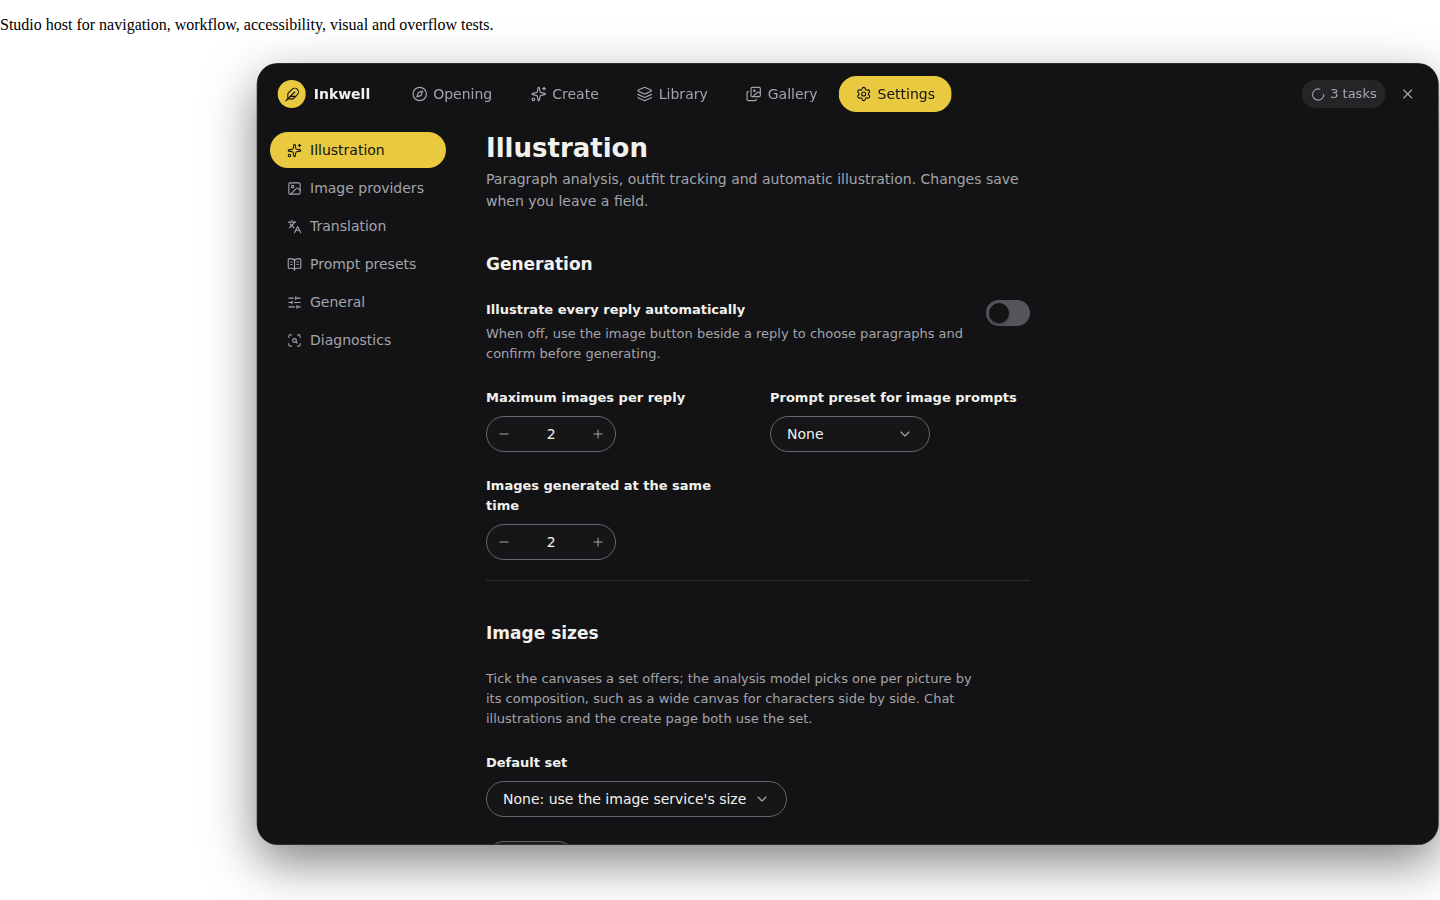 Studio host for navigation, workflow, accessibility, visual and overflow tests.
Inkwell
Opening
Create
Library
Gallery
Settings
3 tasks
Illustration
Image providers
Translation
Prompt presets
General
Diagnostics
Illustration
Paragraph analysis, outfit tracking and automatic illustration. Changes save
when you leave a field.
Generation
Illustrate every reply automatically
When off, use the image button beside a reply to choose paragraphs and
confirm before generating.
Maximum images per reply
2
Prompt preset for image prompts
None
Images generated at the same
time
2
Image sizes
Tick the canvases a set offers; the analysis model picks one per picture by
its composition, such as a wide canvas for characters side by side. Chat
illustrations and the create page both use the set.
Default set
None: use the image service's size